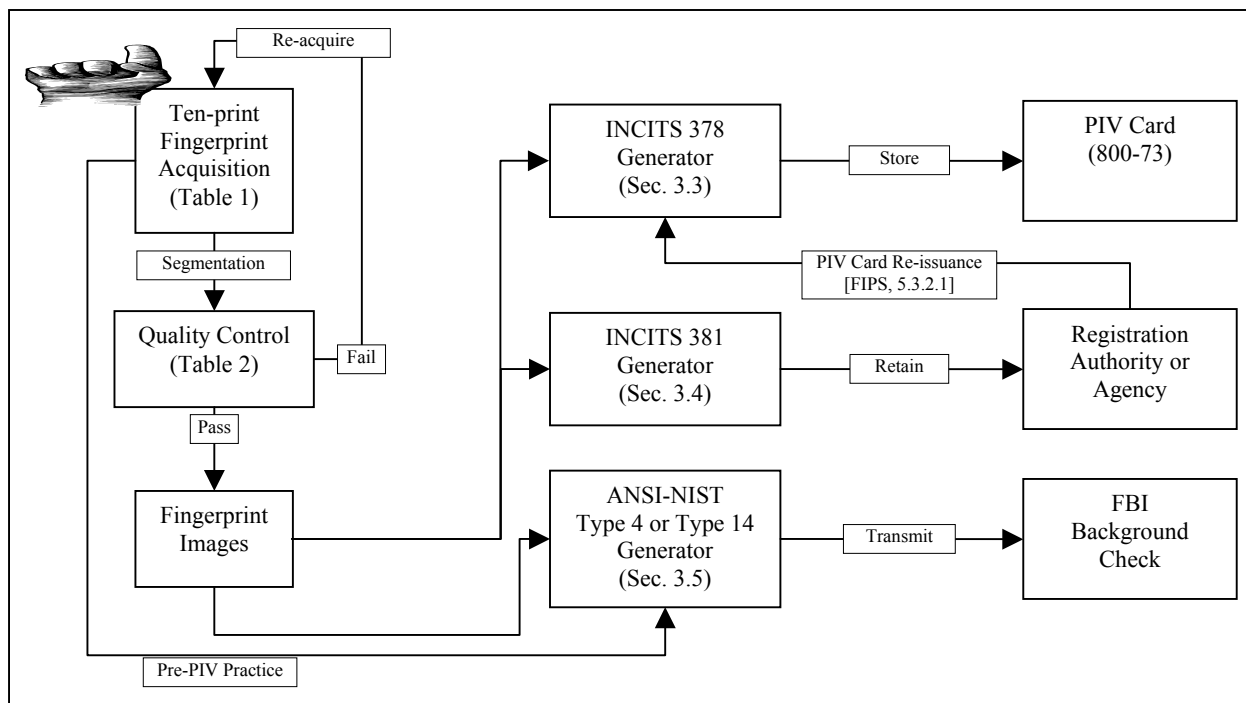 Re-acquire
Ten-print
Fingerprint
Acquisition
(Table 1)
Segmentation
Quality Control
(Table 2)
Fail
Pass
Fingerprint
Images
Pre-PIV Practice
INCITS 378
Generator
(Sec. 3.3)
Store
PIV Card
(800-73)
PIV Card Re-issuance
[FIPS, 5.3.2.1]
INCITS 381
Generator
(Sec. 3.4)
Retain
Registration
Authority or
Agency
ANSI-NIST
Type 4 or Type 14
Generator
(Sec. 3.5)
Transmit
FBI
Background
Check